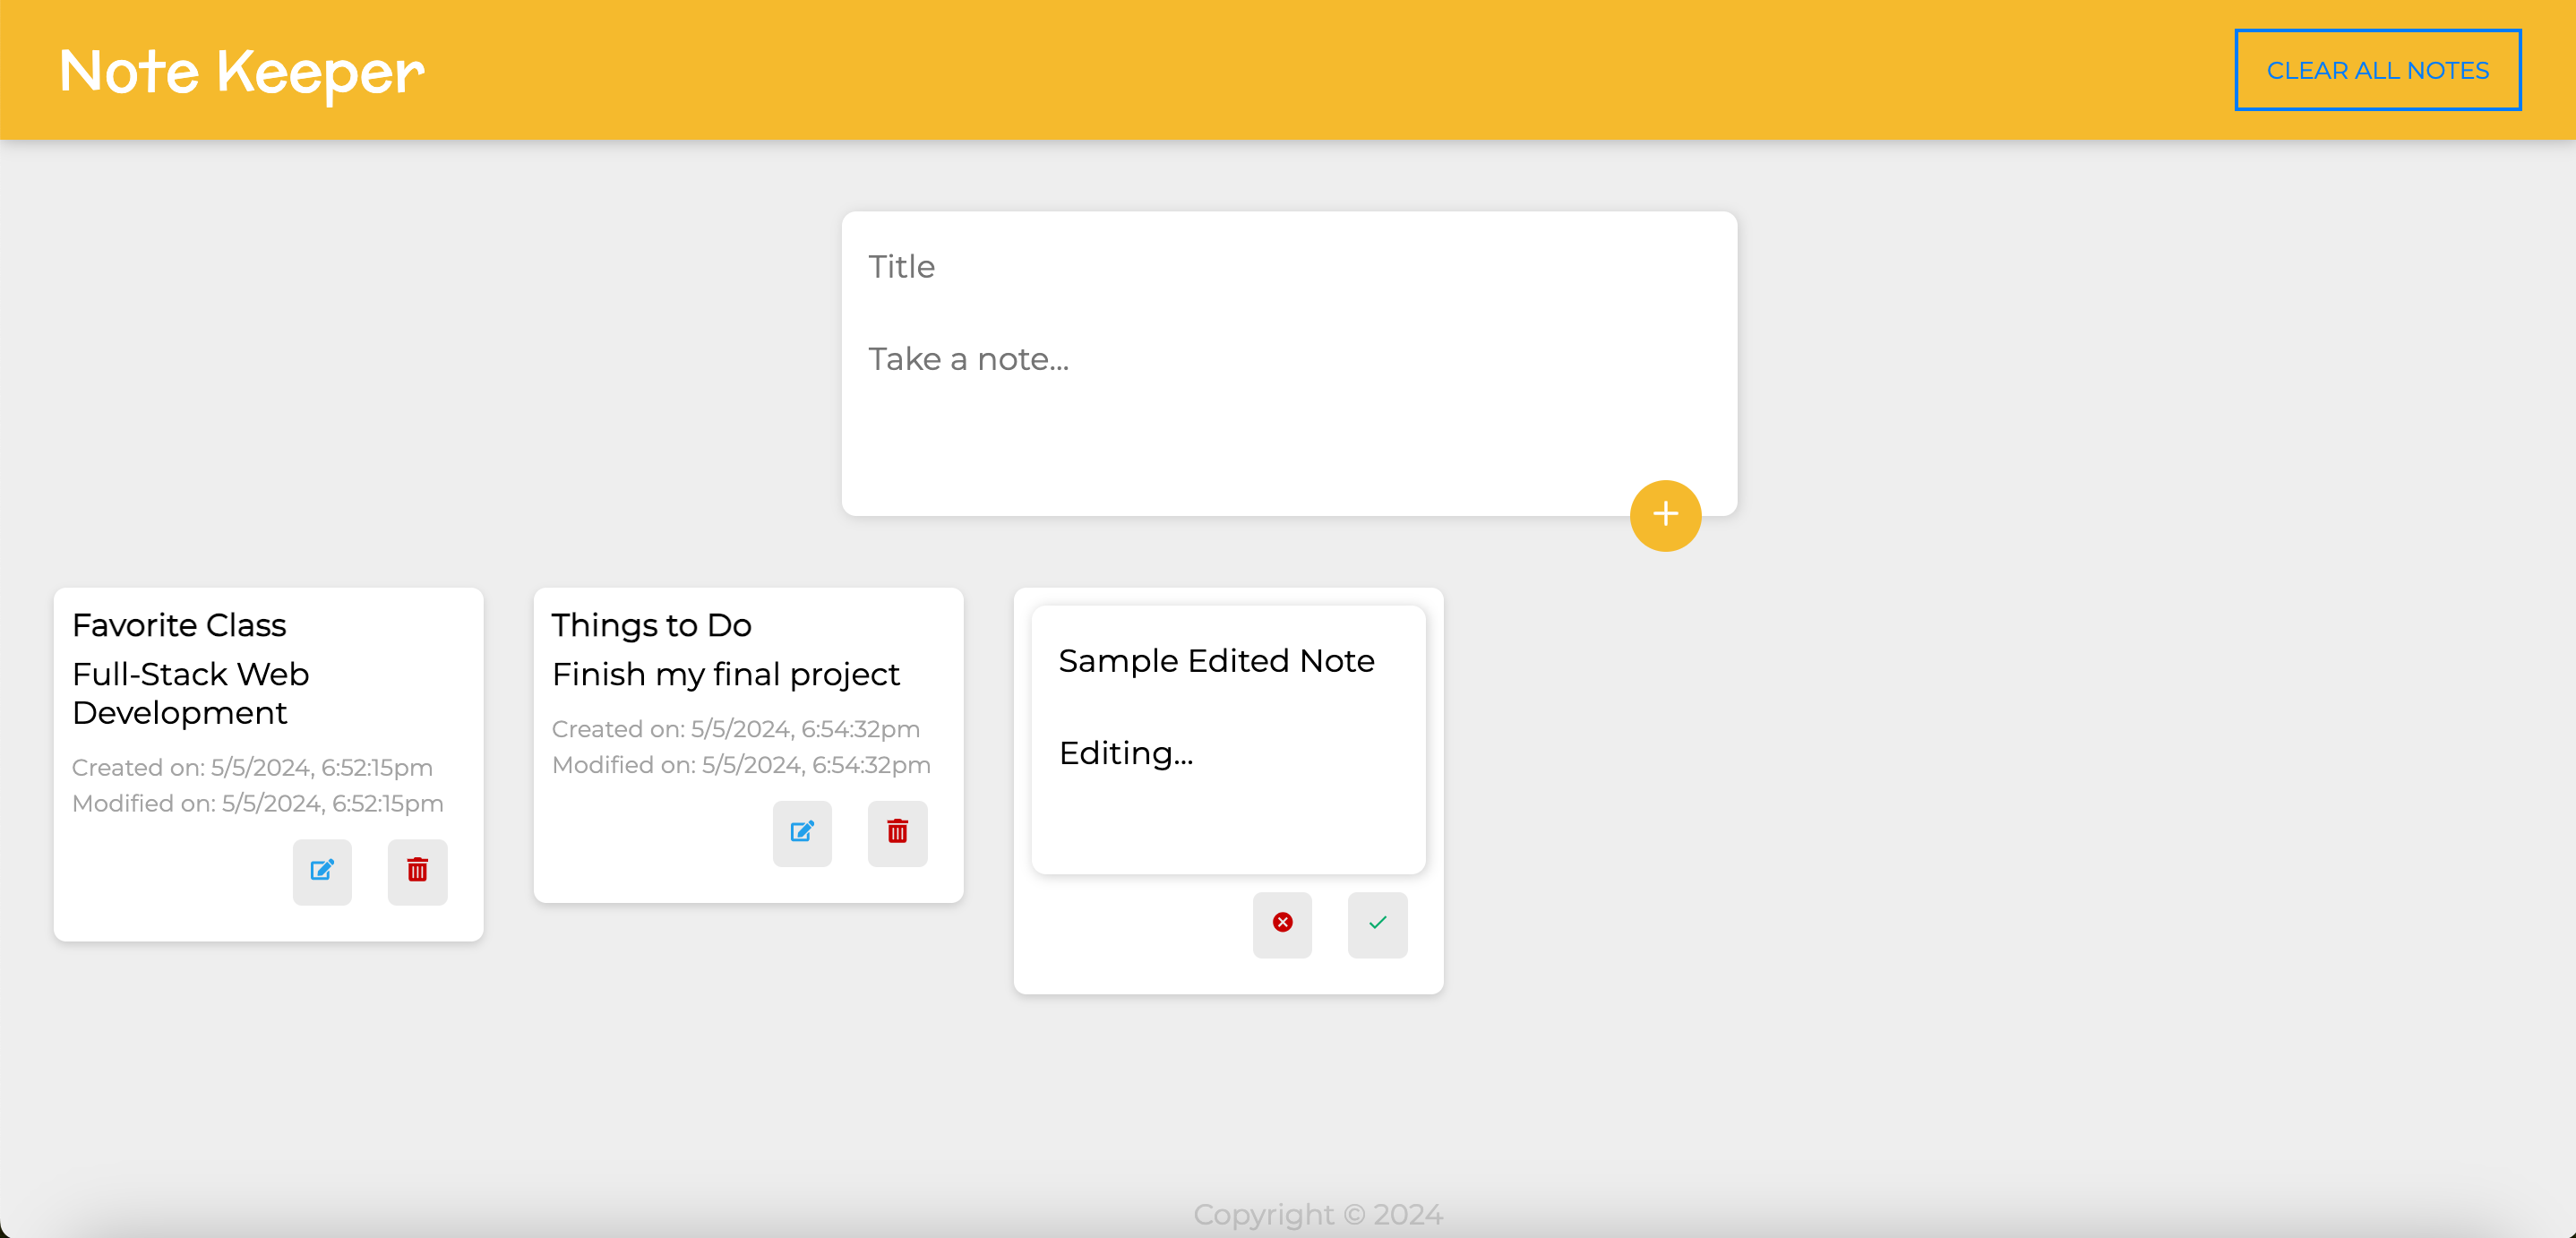 Note Keeper
CLEAR ALL NOTES
Title
Take a note...
Favorite Class
Full-Stack Web
Development
Created on: 5/5/2024, 6:52:15pm
Modified on: 5/5/2024, 6:52:15pm
Things to Do
Finish my final project
Created on: 5/5/2024, 6:54:32pm
Modified on: 5/5/2024, 6:54:32pm
Sample Edited Note
Editing...
Copyright © 2024